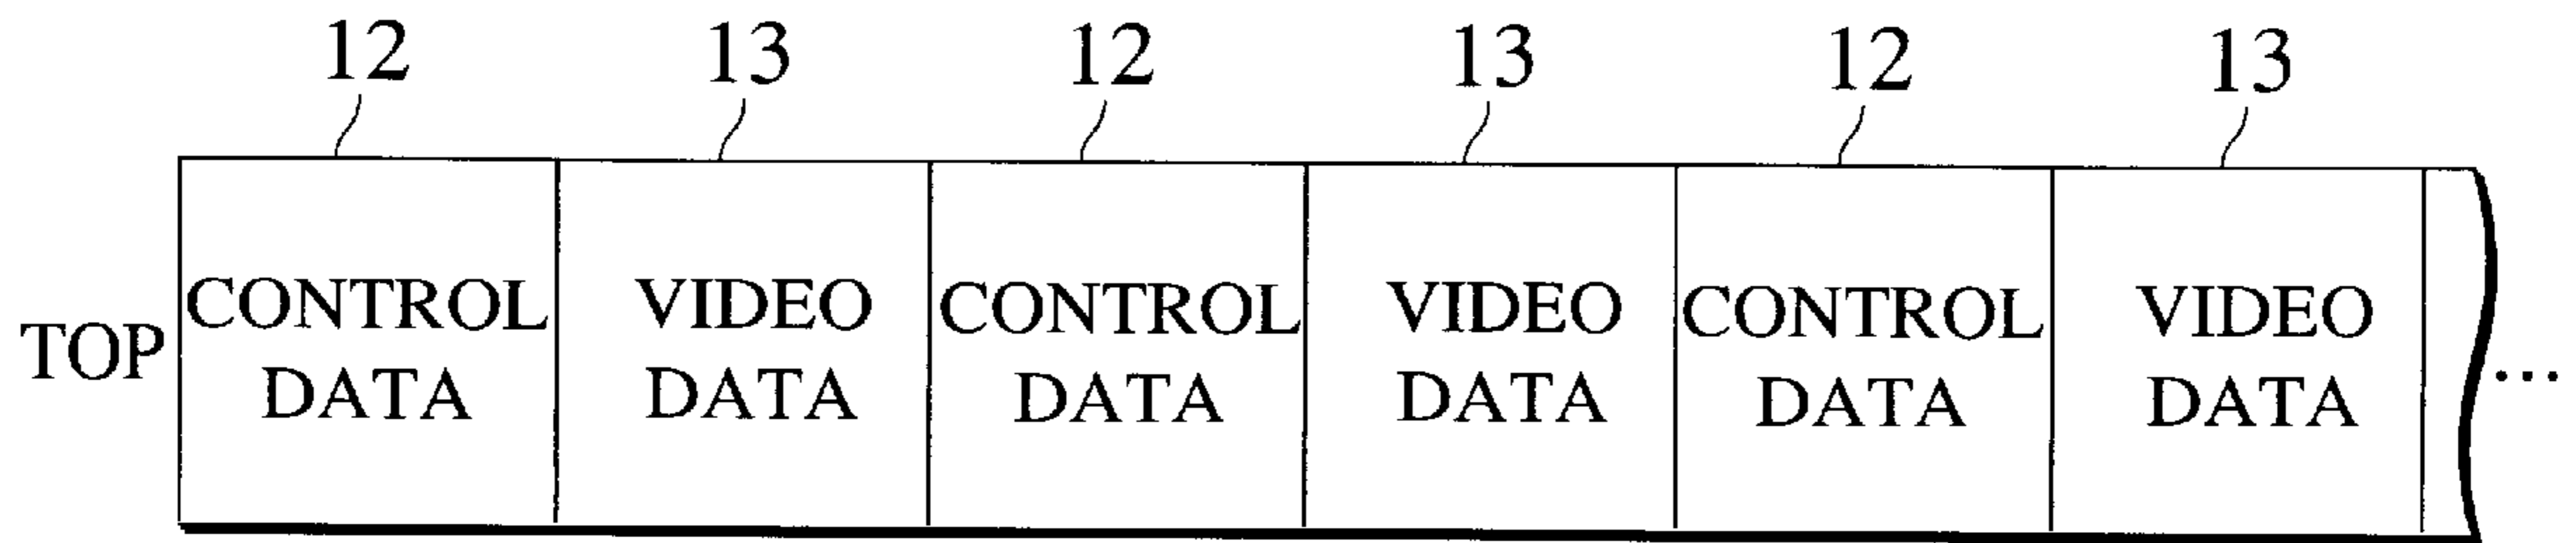 12 13 12 13 12 13
CONTROL VIDEO CONTROL VIDEO CONTROL VIDEO
TOP
DATA DATA DATA DATA DATA DATA
...